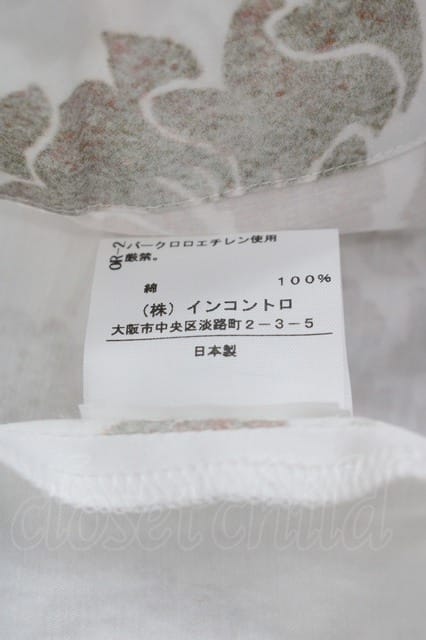 OR-2パークロロエチレン使用
厳禁。
綿 100%
(株)インコントロ
大阪市中央区淡路町2-3-5
日本製
closet child